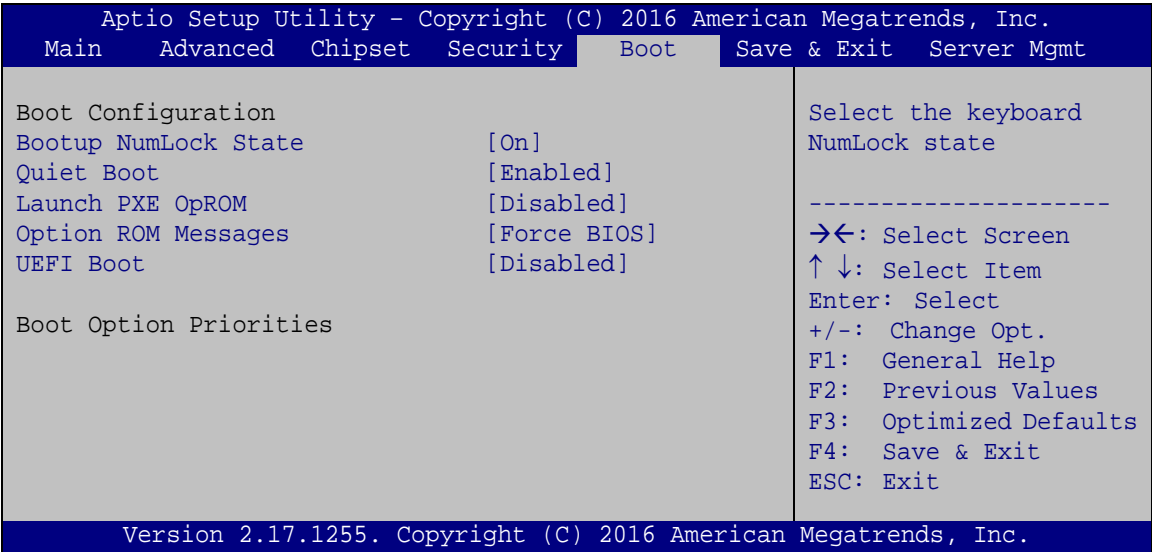 Aptio Setup Utility – Copyright (C) 2016 American Megatrends, Inc.
Main Advanced Chipset Security Boot Save & Exit Server Mgmt
Boot Configuration
Bootup NumLock State [On]
Quiet Boot [Enabled]
Launch PXE OpROM [Disabled]
Option ROM Messages [Force BIOS]
UEFI Boot [Disabled]
Boot Option Priorities
Select the keyboard
NumLock state
---------------------
→←: Select Screen
↑ ↓: Select Item
Enter: Select
+/-: Change Opt.
F1: General Help
F2: Previous Values
F3: Optimized Defaults
F4: Save & Exit
ESC: Exit
Version 2.17.1255. Copyright (C) 2016 American Megatrends, Inc.